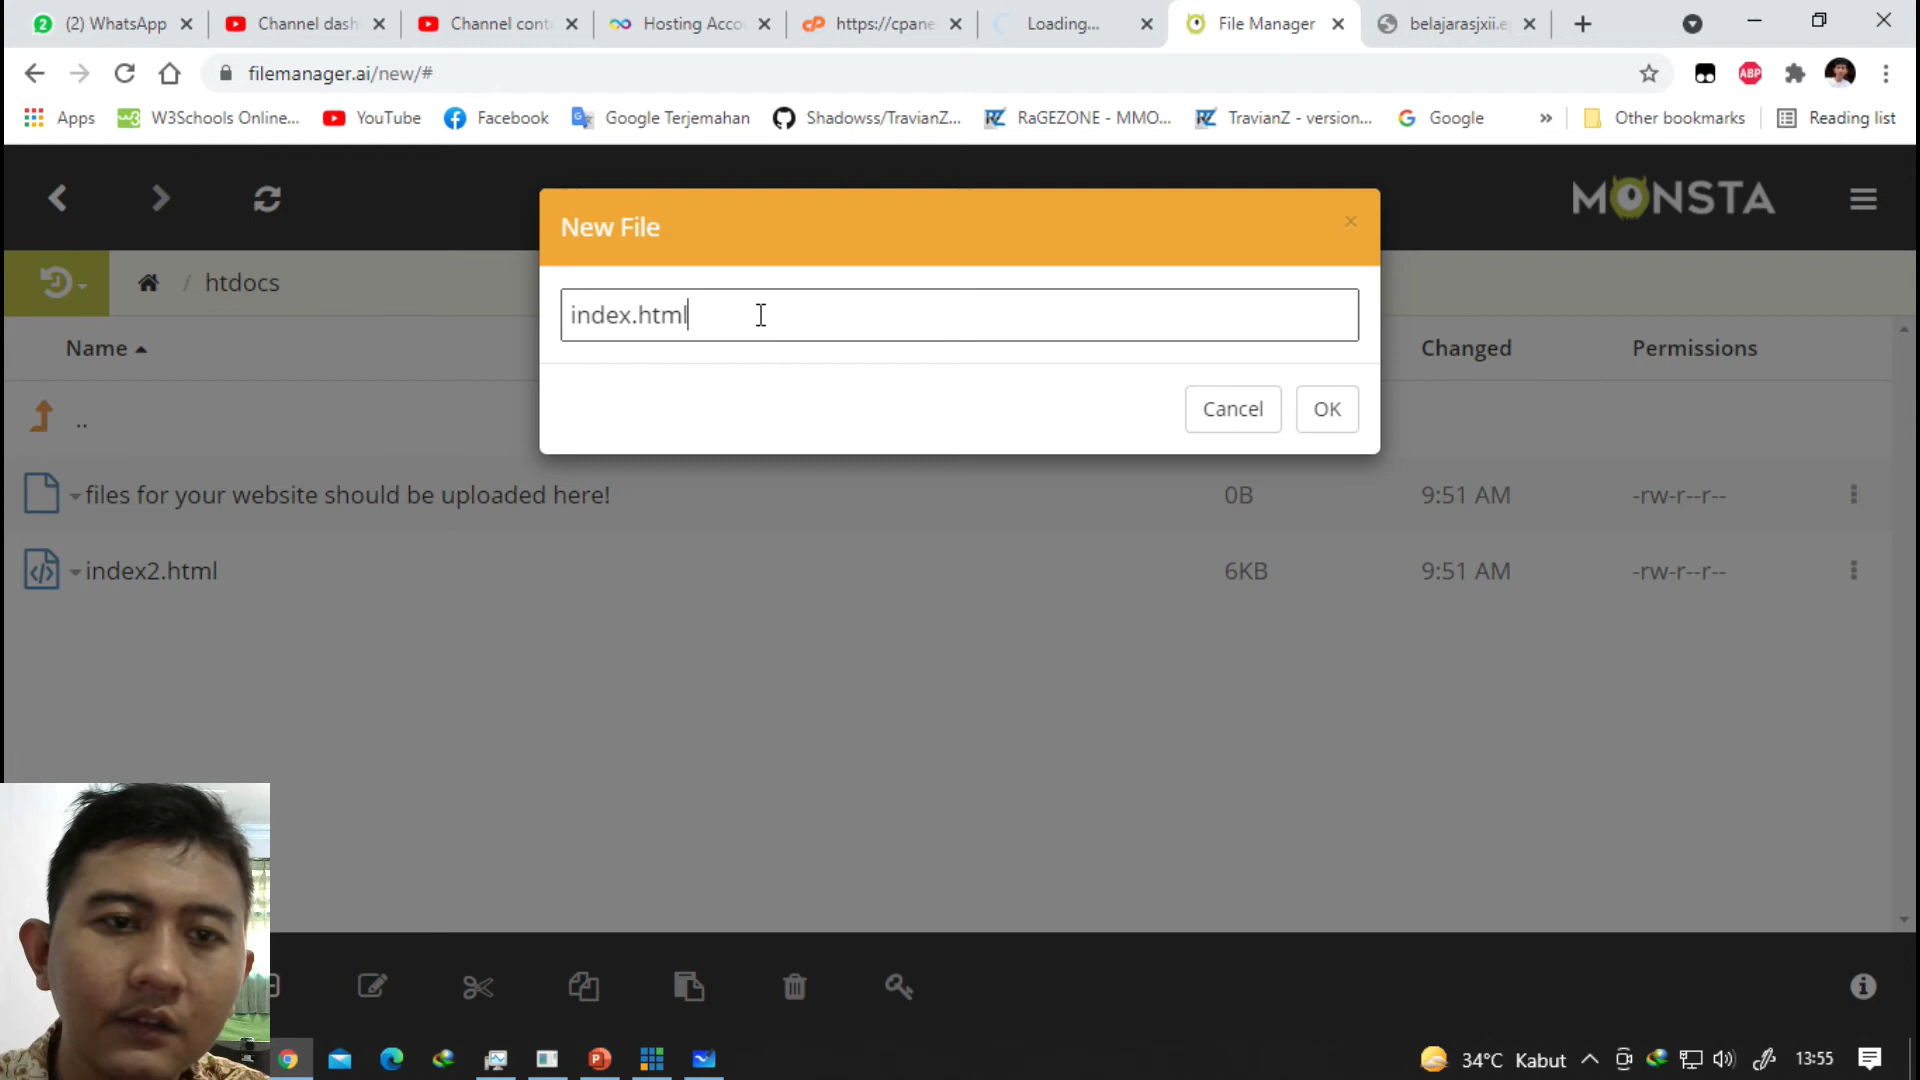 (2) WhatsApp Channel dash Channel cont Hosting Acco https://cpane Loading... File Manager belajarasjxii.e
filemanager.ai/new/#
Apps W3Schools Online... YouTube Facebook Google Terjemahan Shadowss/TravianZ... RaGEZONE - MMO... TravianZ - version... Google » Other bookmarks Reading list
ABP
MONSTA
New File
/ htdocs
index.html
Name Changed Permissions
Cancel OK
..
files for your website should be uploaded here! 0B 9:51 AM -rw-r--r--
index2.html 6KB 9:51 AM -rw-r--r--
34°C Kabut 13:55